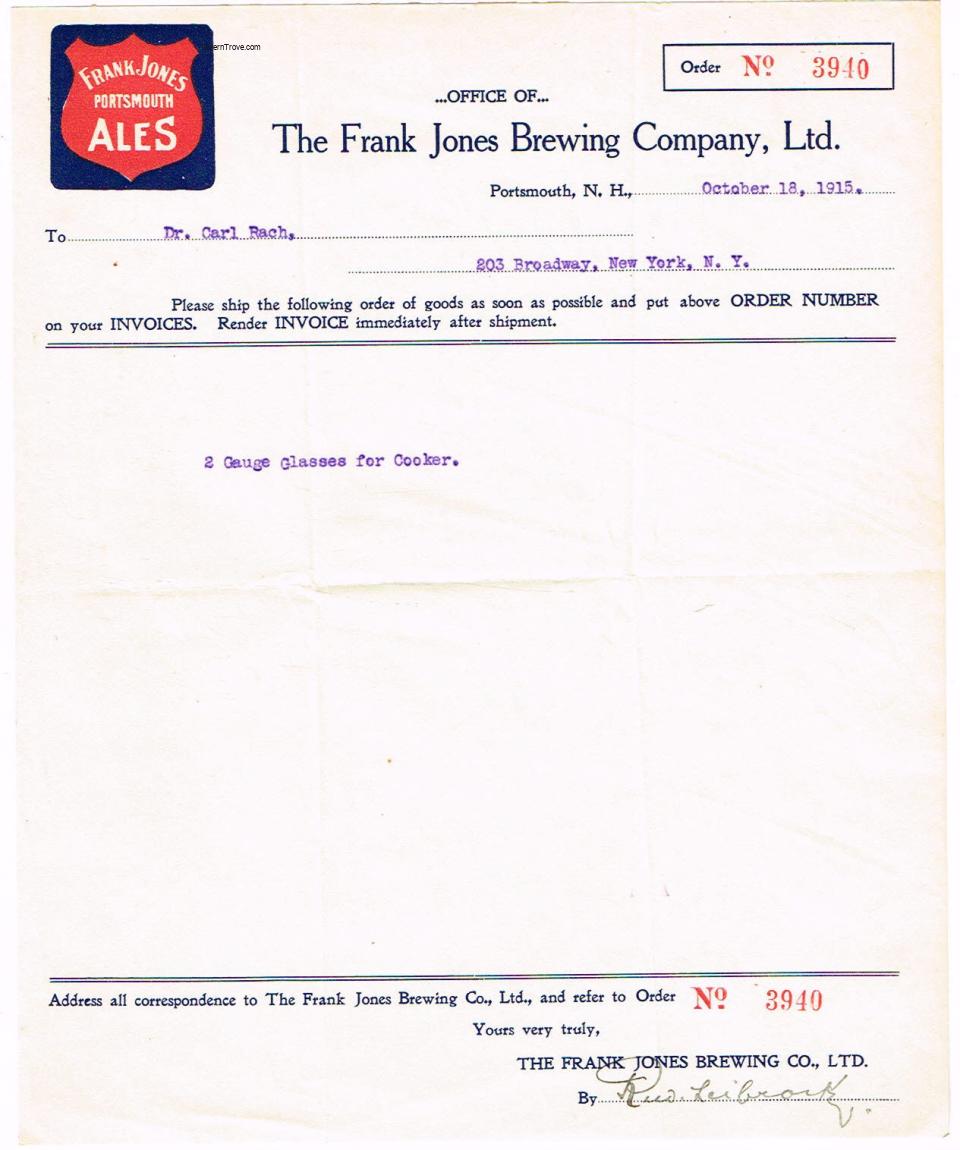 FRANK JONES
PORTSMOUTH
ALES
ernTrove.com
Order Nº 3940
...OFFICE OF...
The Frank Jones Brewing Company, Ltd.
Portsmouth, N. H., October 18, 1915.
To Dr. Carl Rach,
203 Broadway, New York, N. Y.
Please ship the following order of goods as soon as possible and put above ORDER NUMBER
on your INVOICES. Render INVOICE immediately after shipment.
2 Gauge Glasses for Cooker.
Address all correspondence to The Frank Jones Brewing Co., Ltd., and refer to Order Nº 3940
Yours very truly,
THE FRANK JONES BREWING CO., LTD.
By Rud. Leibrock